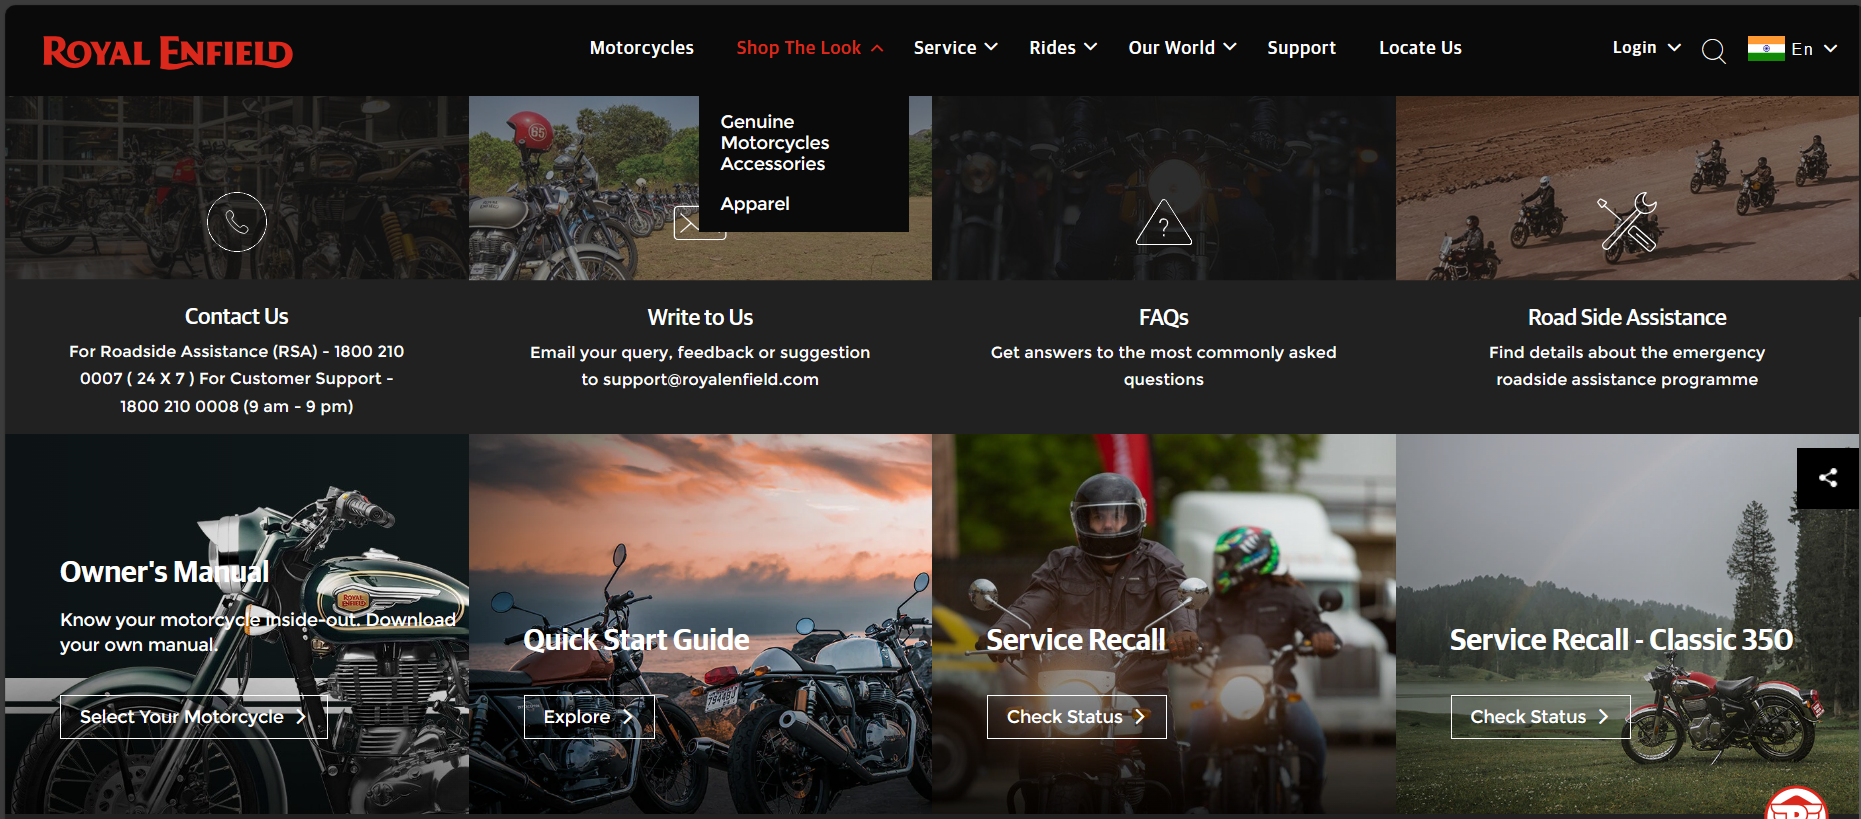 ROYAL ENFIELD
Motorcycles
Shop The Look
Service
Rides
Our World
Support
Locate Us
Login
En
Genuine
Motorcycles
Accessories
Apparel
65
Contact Us
For Roadside Assistance (RSA) - 1800 210
0007 ( 24 X 7 ) For Customer Support -
1800 210 0008 (9 am - 9 pm)
Write to Us
Email your query, feedback or suggestion
to support@royalenfield.com
?
FAQs
Get answers to the most commonly asked
questions
Road Side Assistance
Find details about the emergency
roadside assistance programme
Owner's Manual
Know your motorcycle inside-out. Download
your own manual.
Select Your Motorcycle
ROYAL
ENFIELD
Quick Start Guide
Explore
Service Recall
Check Status
Service Recall - Classic 350
Check Status